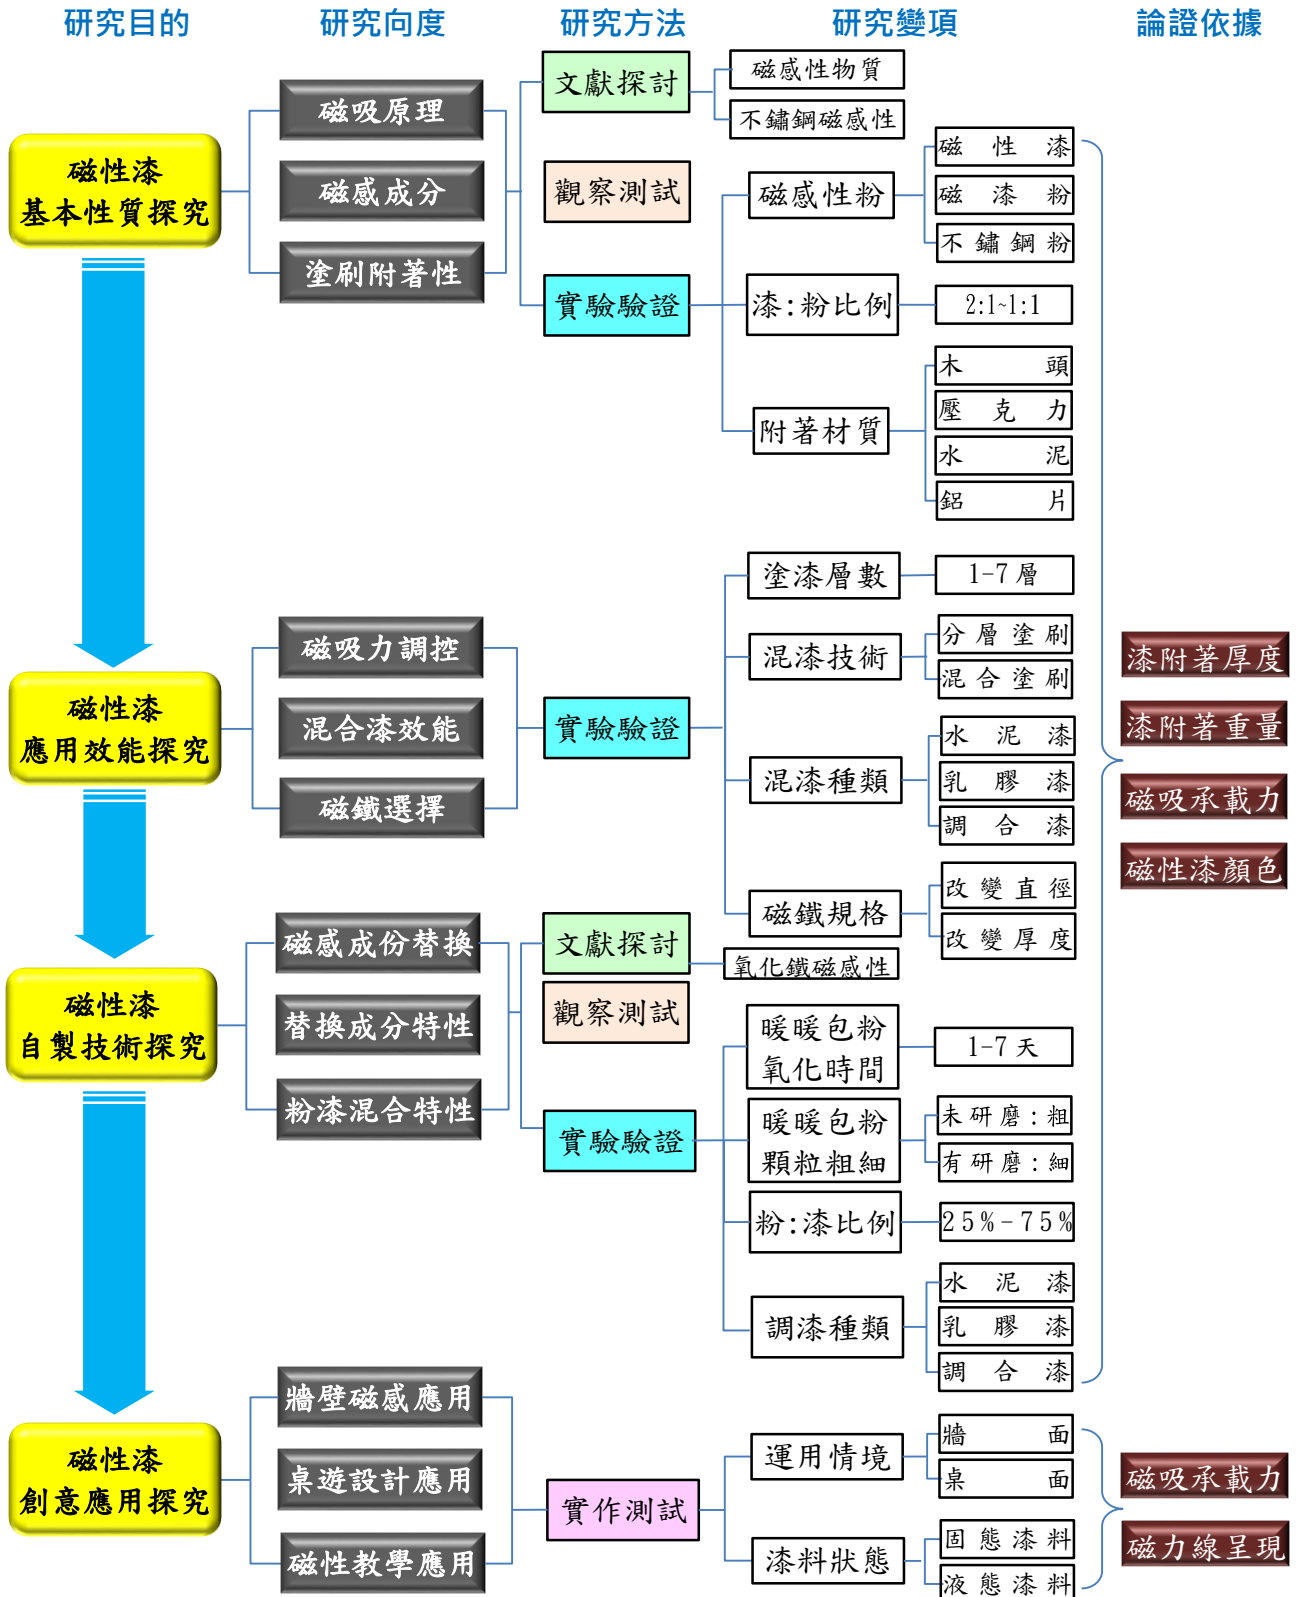 研究目的
研究向度
研究方法
研究變項
論證依據
磁性漆
基本性質探究
磁吸原理
磁感成分
塗刷附著性
文獻探討
觀察測試
實驗驗證
磁感性物質
不鏽鋼磁感性
磁感性粉
磁性漆
磁漆粉
不鏽鋼粉
漆:粉比例
2:1~1:1
附著材質
木頭
壓克力
水泥
鋁片
磁性漆
應用效能探究
磁吸力調控
混合漆效能
磁鐵選擇
實驗驗證
塗漆層數
1-7層
混漆技術
分層塗刷
混合塗刷
混漆種類
水泥漆
乳膠漆
調合漆
磁鐵規格
改變直徑
改變厚度
漆附著厚度
漆附著重量
磁吸承載力
磁性漆顏色
磁性漆
自製技術探究
磁感成份替換
替換成分特性
粉漆混合特性
文獻探討
觀察測試
實驗驗證
氧化鐵磁感性
暖暖包粉
氧化時間
1-7天
暖暖包粉
顆粒粗細
未研磨:粗
有研磨:細
粉:漆比例
25%-75%
調漆種類
水泥漆
乳膠漆
調合漆
磁性漆
創意應用探究
牆壁磁感應用
桌遊設計應用
磁性教學應用
實作測試
運用情境
牆面
桌面
漆料狀態
固態漆料
液態漆料
磁吸承載力
磁力線呈現